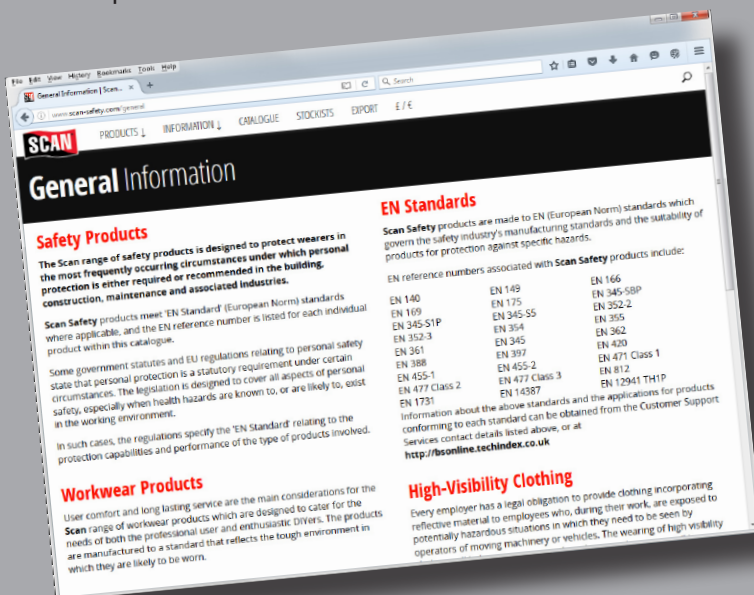 File Edit View History Bookmarks Tools Help
General Information | Scan...
www.scan-safety.com/general
Search
SCAN
PRODUCTS ↓ INFORMATION ↓ CATALOGUE STOCKISTS EXPORT £ / €
General Information
Safety Products
The Scan range of safety products is designed to protect wearers in
the most frequently occurring circumstances under which personal
protection is either required or recommended in the building,
construction, maintenance and associated industries.
Scan Safety products meet 'EN Standard' (European Norm) standards
where applicable, and the EN reference number is listed for each individual
product within this catalogue.
Some government statutes and EU regulations relating to personal safety
state that personal protection is a statutory requirement under certain
circumstances. The legislation is designed to cover all aspects of personal
safety, especially when health hazards are known to, or are likely to, exist
in the working environment.
In such cases, the regulations specify the 'EN Standard' relating to the
protection capabilities and performance of the type of products involved.
Workwear Products
User comfort and long lasting service are the main considerations for the
Scan range of workwear products which are designed to cater for the
needs of both the professional user and enthusiastic DIYers. The products
are manufactured to a standard that reflects the tough environment in
which they are likely to be worn.
EN Standards
Scan Safety products are made to EN (European Norm) standards which
govern the safety industry's manufacturing standards and the suitability of
products for protection against specific hazards.
EN reference numbers associated with Scan Safety products include:
EN 140 EN 149 EN 166
EN 169 EN 175 EN 345-SBP
EN 345-S1P EN 345-S5 EN 352-2
EN 352-3 EN 354 EN 355
EN 361 EN 345 EN 362
EN 388 EN 397 EN 420
EN 455-1 EN 455-2 EN 471 Class 1
EN 477 Class 2 EN 477 Class 3 EN 812
EN 1731 EN 14387 EN 12941 TH1P
Information about the above standards and the applications for products
conforming to each standard can be obtained from the Customer Support
Services contact details listed above, or at
http://bsonline.techindex.co.uk
High-Visibility Clothing
Every employer has a legal obligation to provide clothing incorporating
reflective material to employees who, during their work, are exposed to
potentially hazardous situations in which they need to be seen by
operators of moving machinery or vehicles. The wearing of high visibility